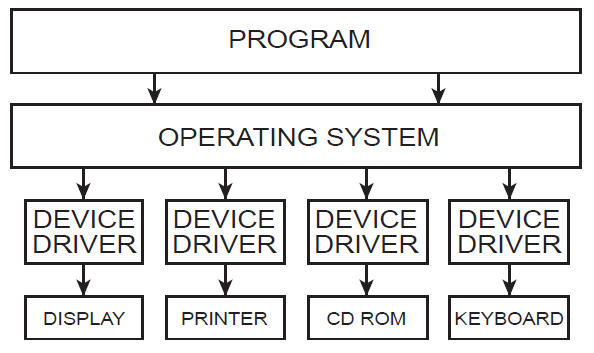 PROGRAM
OPERATING SYSTEM
DEVICE
DRIVER
DEVICE
DRIVER
DEVICE
DRIVER
DEVICE
DRIVER
DISPLAY
PRINTER
CD ROM
KEYBOARD